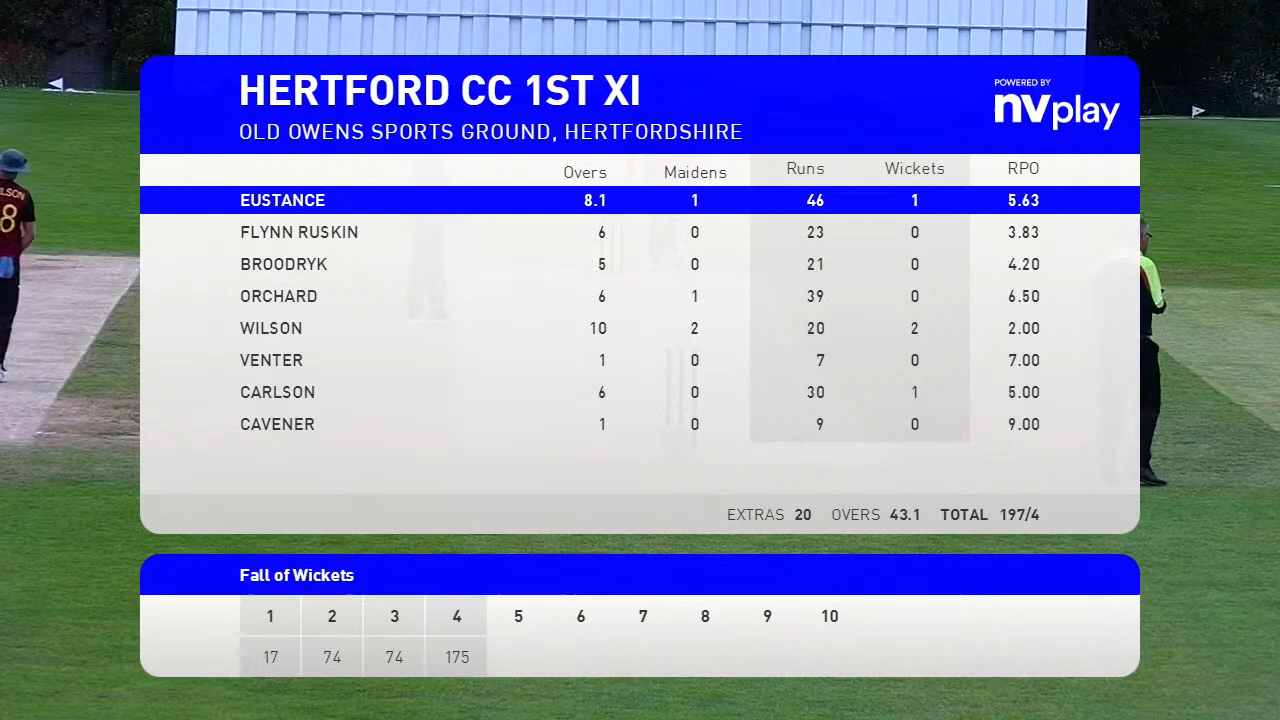 HERTFORD CC 1ST XI
OLD OWENS SPORTS GROUND, HERTFORDSHIRE
POWERED BY
nvplay
Overs Maidens Runs Wickets RPO
EUSTANCE 8.1 1 46 1 5.63
FLYNN RUSKIN 6 0 23 0 3.83
BROODRYK 5 0 21 0 4.20
ORCHARD 6 1 39 0 6.50
WILSON 10 2 20 2 2.00
VENTER 1 0 7 0 7.00
CARLSON 6 0 30 1 5.00
CAVENER 1 0 9 0 9.00
EXTRAS 20 OVERS 43.1 TOTAL 197/4
Fall of Wickets
1 2 3 4 5 6 7 8 9 10
17 74 74 175
8